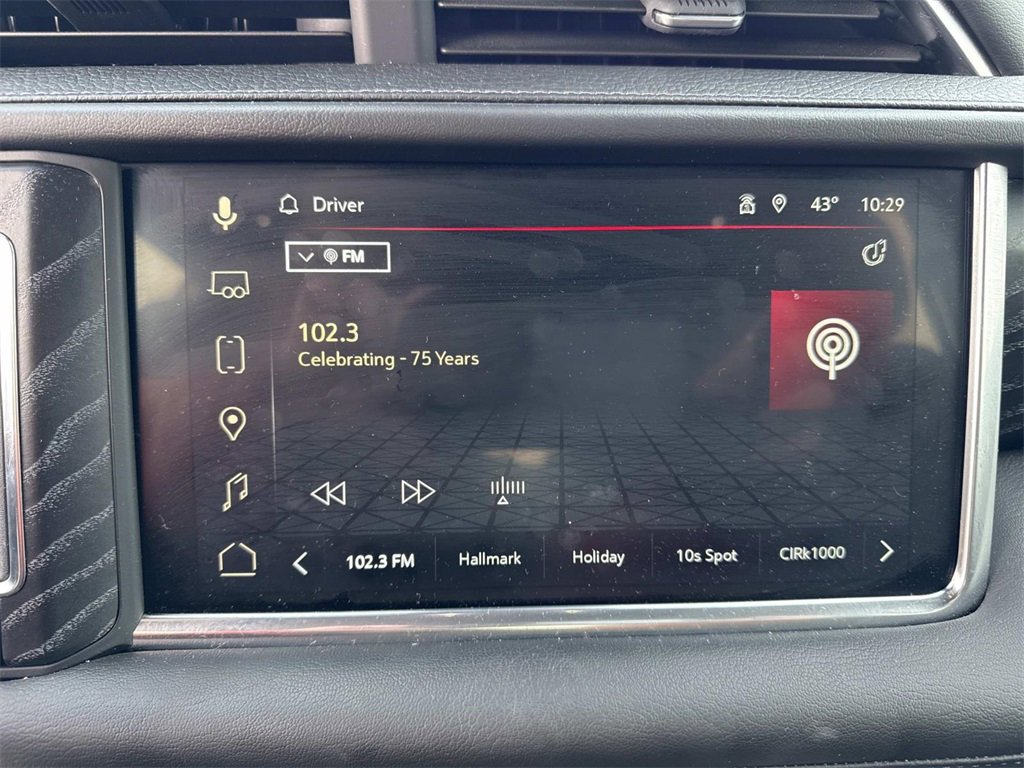 Driver
43° 10:29
FM
102.3
Celebrating - 75 Years
102.3 FM Hallmark Holiday 10s Spot CIRk1000